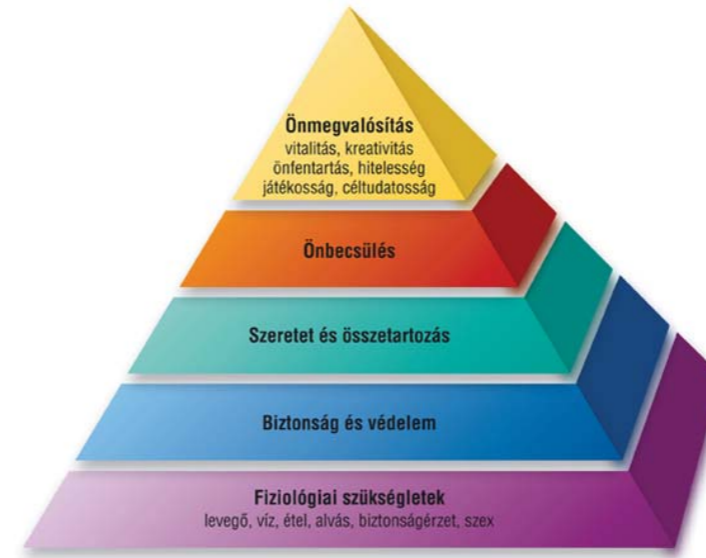 Önmegvalósítás
vitalitás, kreativitás
önfentartás, hitelesség
játékosság, céltudatosság
Önbecsülés
Szeretet és összetartozás
Biztonság és védelem
Fiziológiai szükségletek
levegő, víz, étel, alvás, biztonságérzet, szex